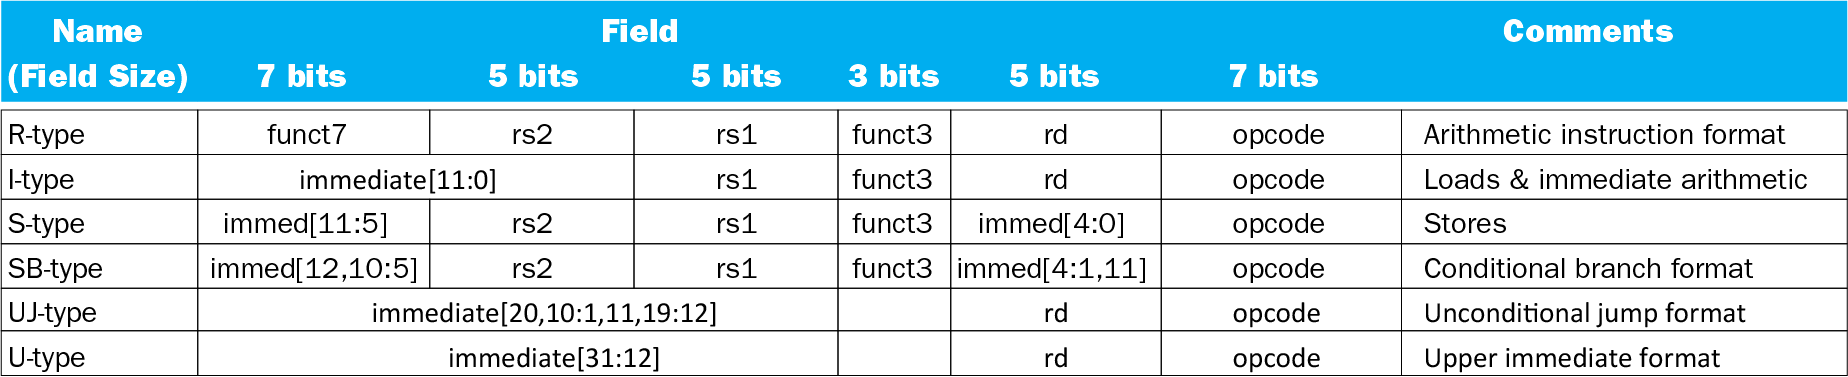 Name Field Comments
(Field Size) 7 bits 5 bits 5 bits 3 bits 5 bits 7 bits
R-type funct7 rs2 rs1 funct3 rd opcode Arithmetic instruction format
I-type immediate[11:0] rs1 funct3 rd opcode Loads & immediate arithmetic
S-type immed[11:5] rs2 rs1 funct3 immed[4:0] opcode Stores
SB-type immed[12,10:5] rs2 rs1 funct3 immed[4:1,11] opcode Conditional branch format
UJ-type immediate[20,10:1,11,19:12] rd opcode Unconditional jump format
U-type immediate[31:12] rd opcode Upper immediate format